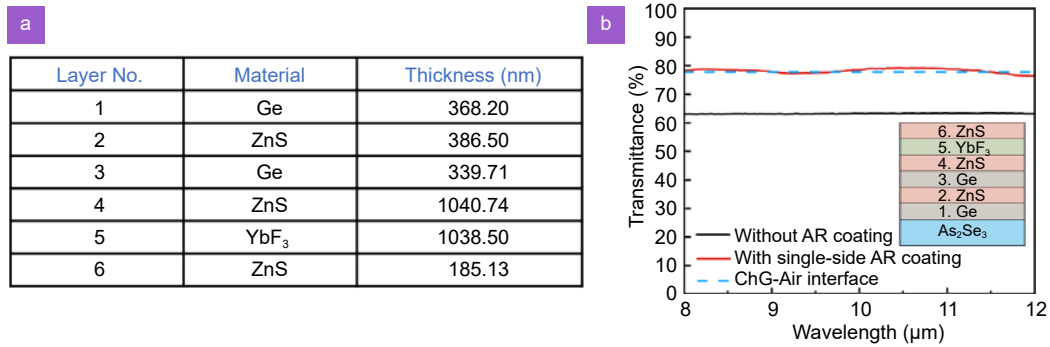 a
Layer No. Material Thickness (nm)
1 Ge 368.20
2 ZnS 386.50
3 Ge 339.71
4 ZnS 1040.74
5 YbF₃ 1038.50
6 ZnS 185.13
b
Transmittance (%)
100
90
80
70
60
50
40
30
20
10
0
6. ZnS
5. YbF₃
4. ZnS
3. Ge
2. ZnS
1. Ge
As₂Se₃
Without AR coating
With single-side AR coating
ChG-Air interface
8 9 10 11 12
Wavelength (μm)